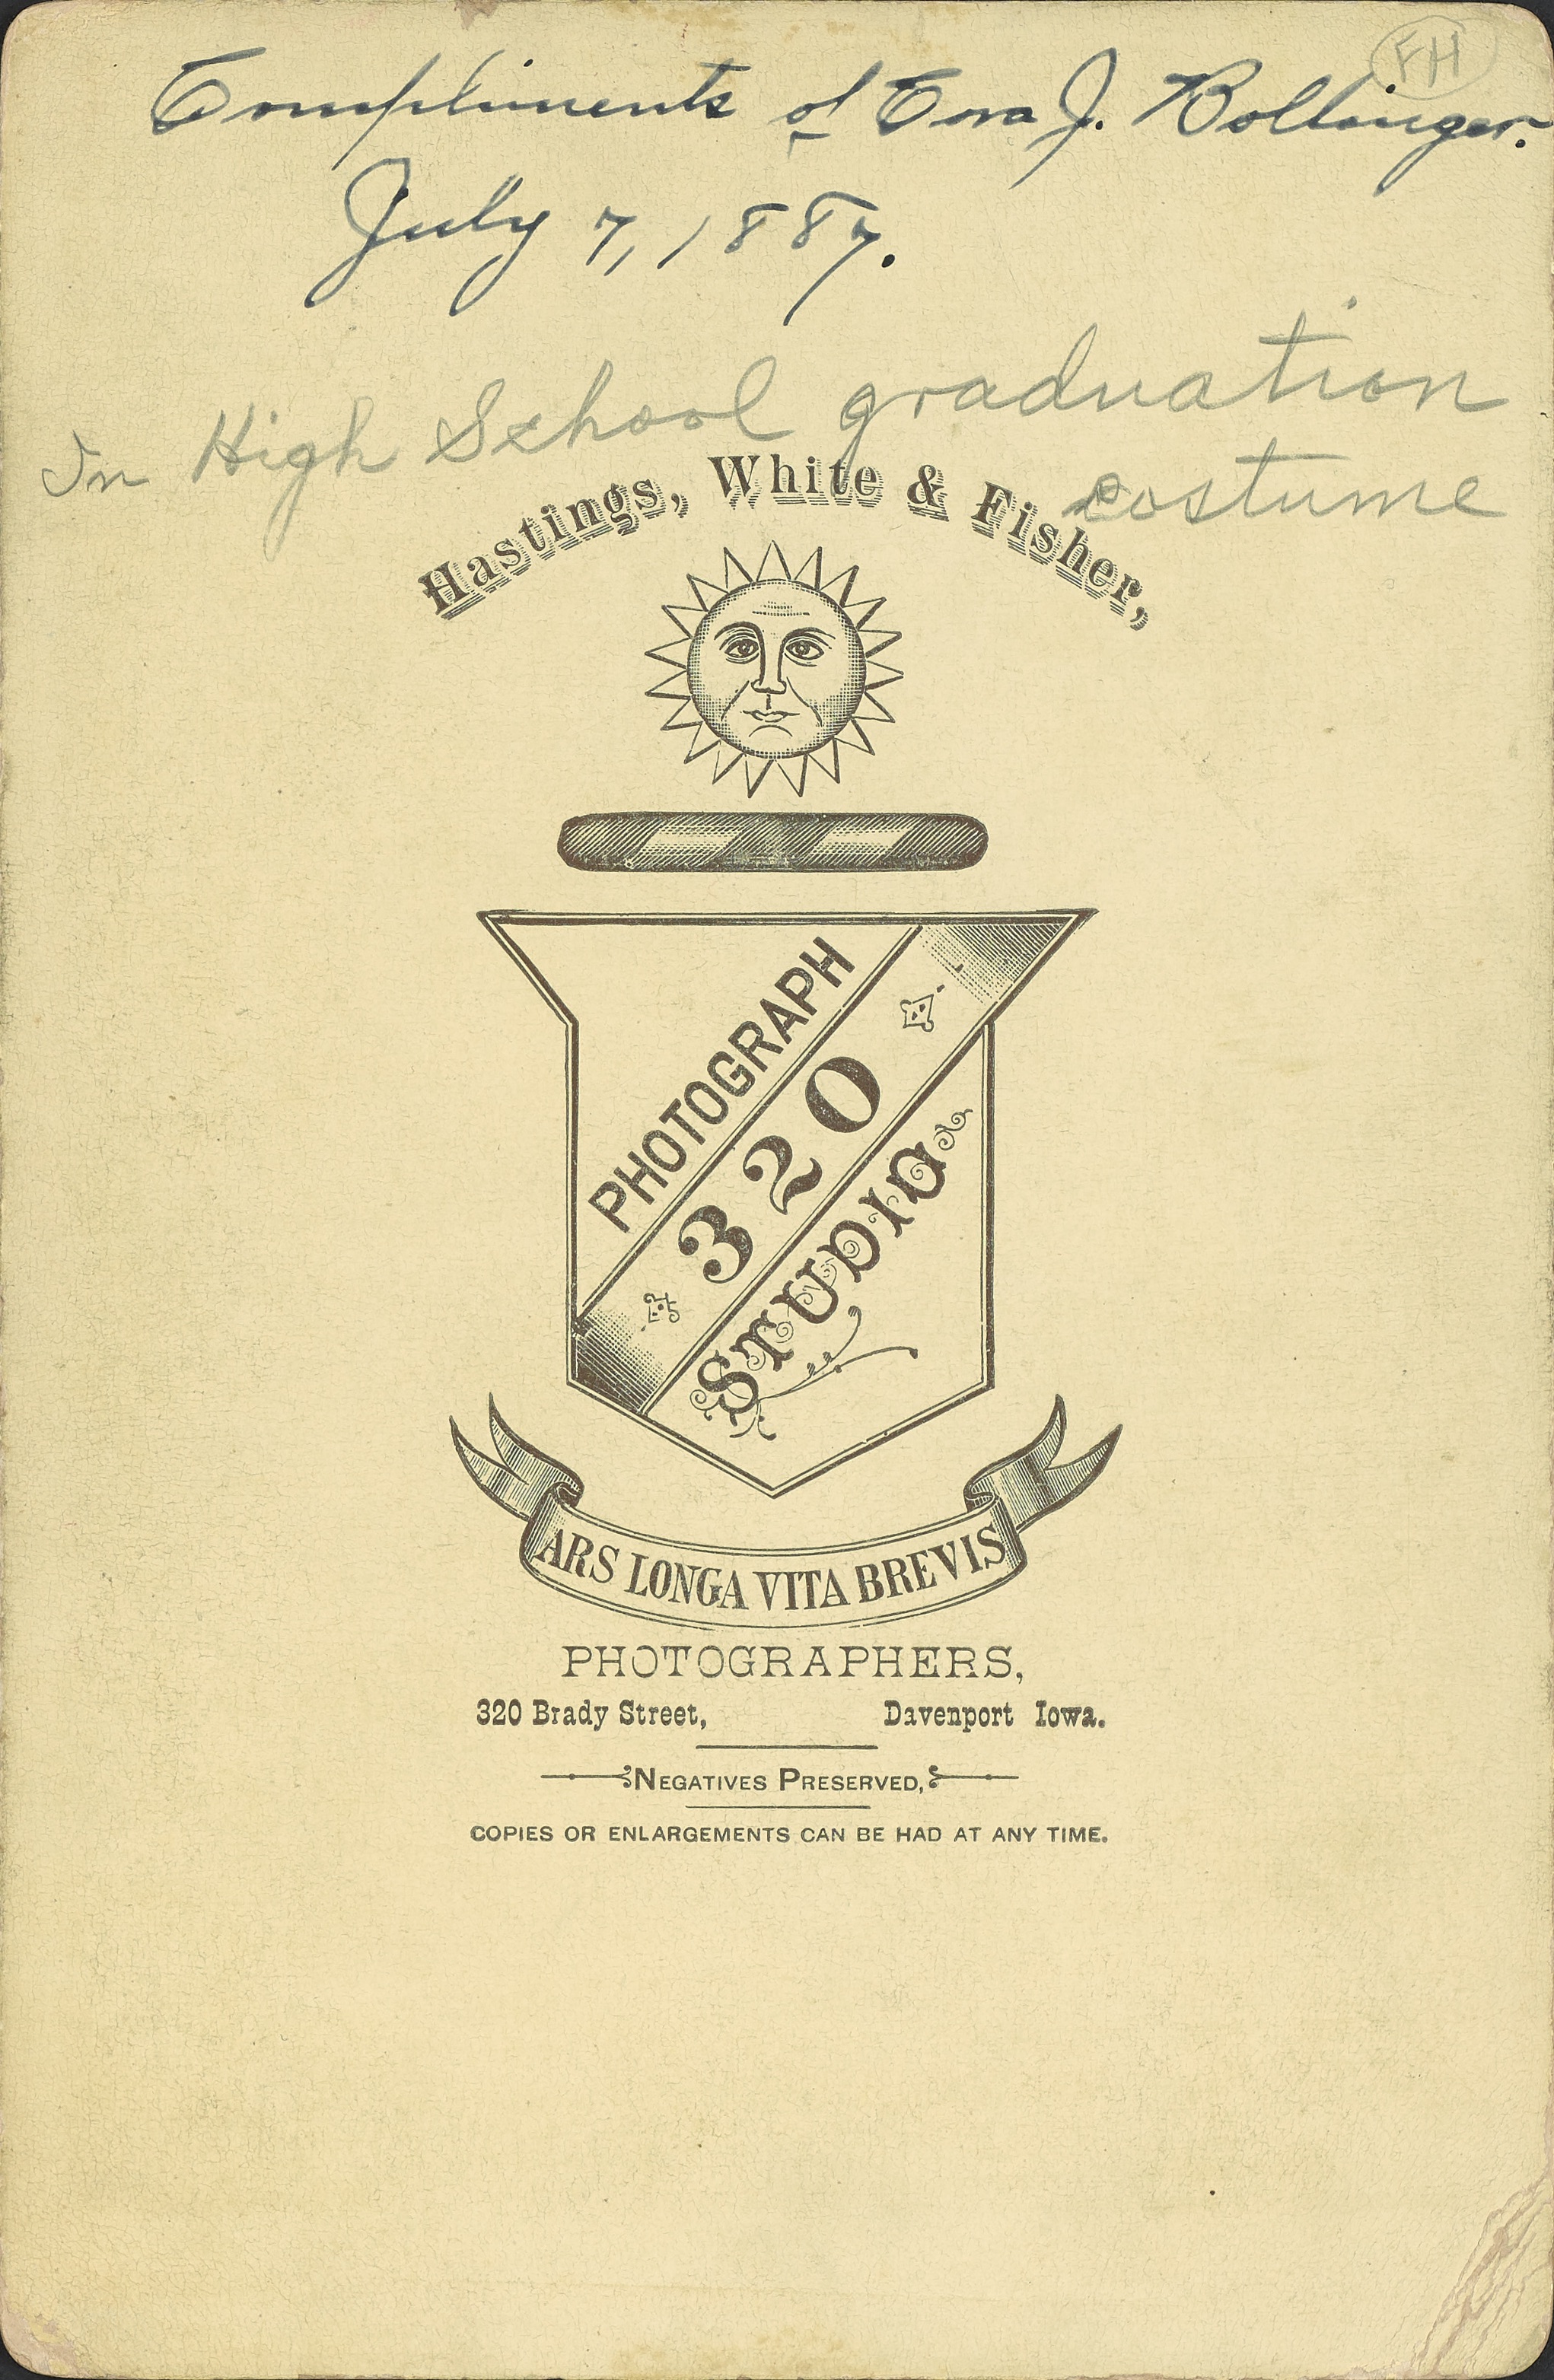 FH
Compliments of Cora J. Bollinger.
July 7, 1887.
In High School graduation
costume
Hastings, White & Fisher,
PHOTOGRAPH
320
STUDIO
ARS LONGA VITA BREVIS
PHOTOGRAPHERS,
320 Brady Street, Davenport Iowa.
NEGATIVES PRESERVED,
COPIES OR ENLARGEMENTS CAN BE HAD AT ANY TIME.